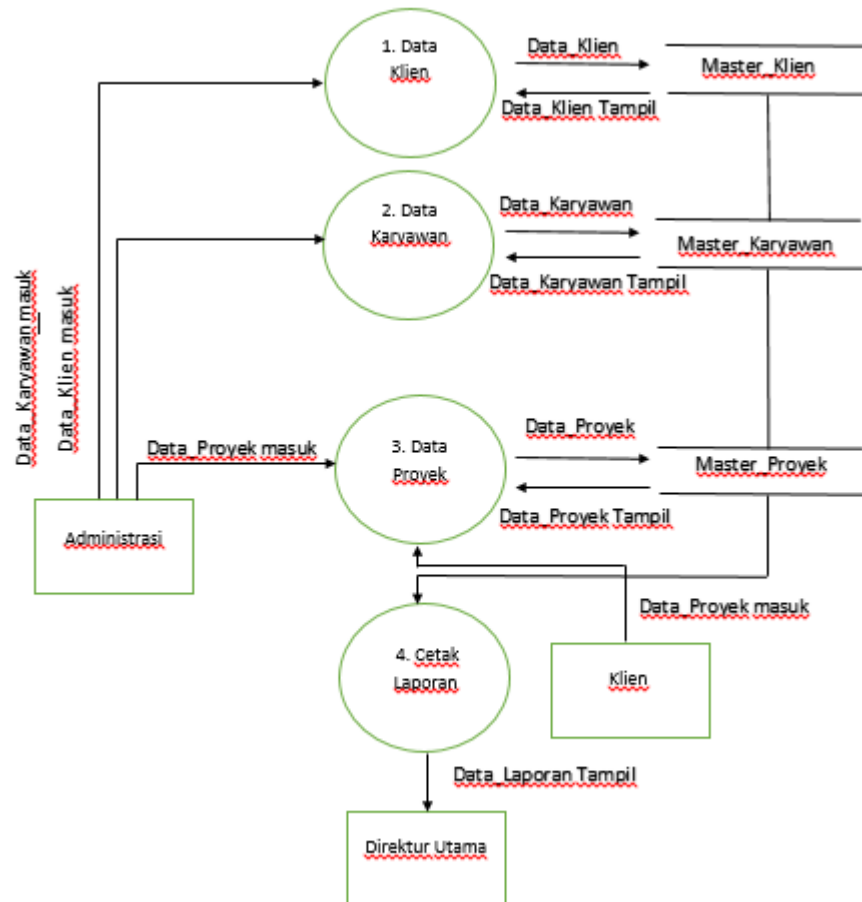 1. Data
Klien
Data_Klien
Master_Klien
Data_Klien Tampil
2. Data
Karyawan
Data_Karyawan
Master_Karyawan
Data_Karyawan Tampil
Data_Karyawan masuk
Data_Klien masuk
Data_Proyek masuk
3. Data
Proyek
Data_Proyek
Master_Proyek
Data_Proyek Tampil
Administrasi
Data_Proyek masuk
4. Cetak
Laporan
Klien
Data_Laporan Tampil
Direktur Utama